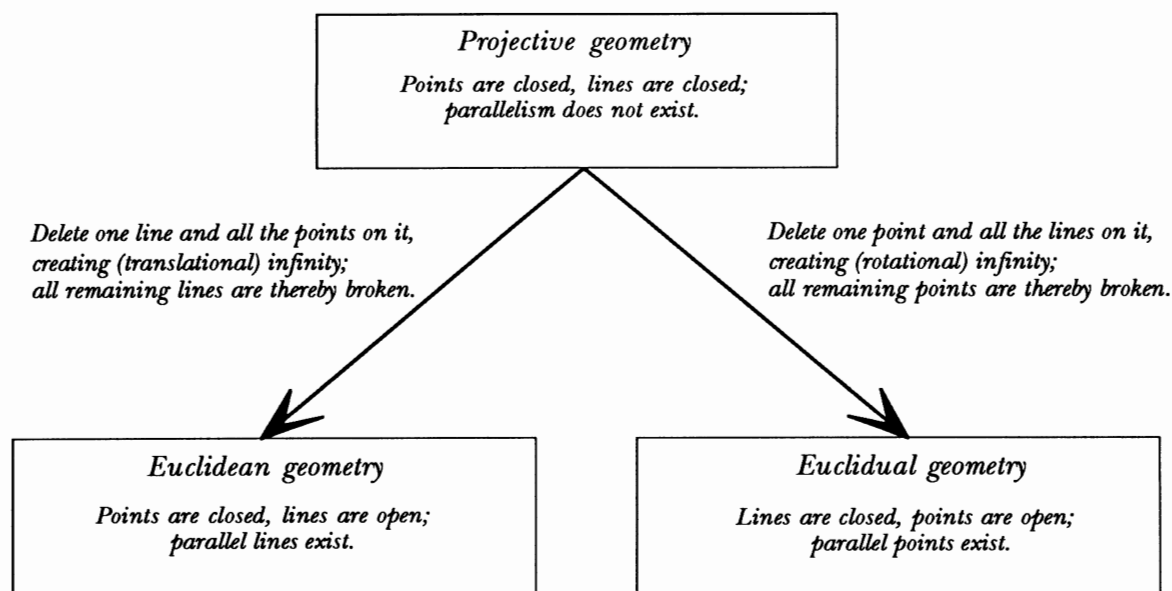 Projective geometry
Points are closed, lines are closed;
parallelism does not exist.
Delete one line and all the points on it,
creating (translational) infinity;
all remaining lines are thereby broken.
Delete one point and all the lines on it,
creating (rotational) infinity;
all remaining points are thereby broken.
Euclidean geometry
Points are closed, lines are open;
parallel lines exist.
Euclidual geometry
Lines are closed, points are open;
parallel points exist.